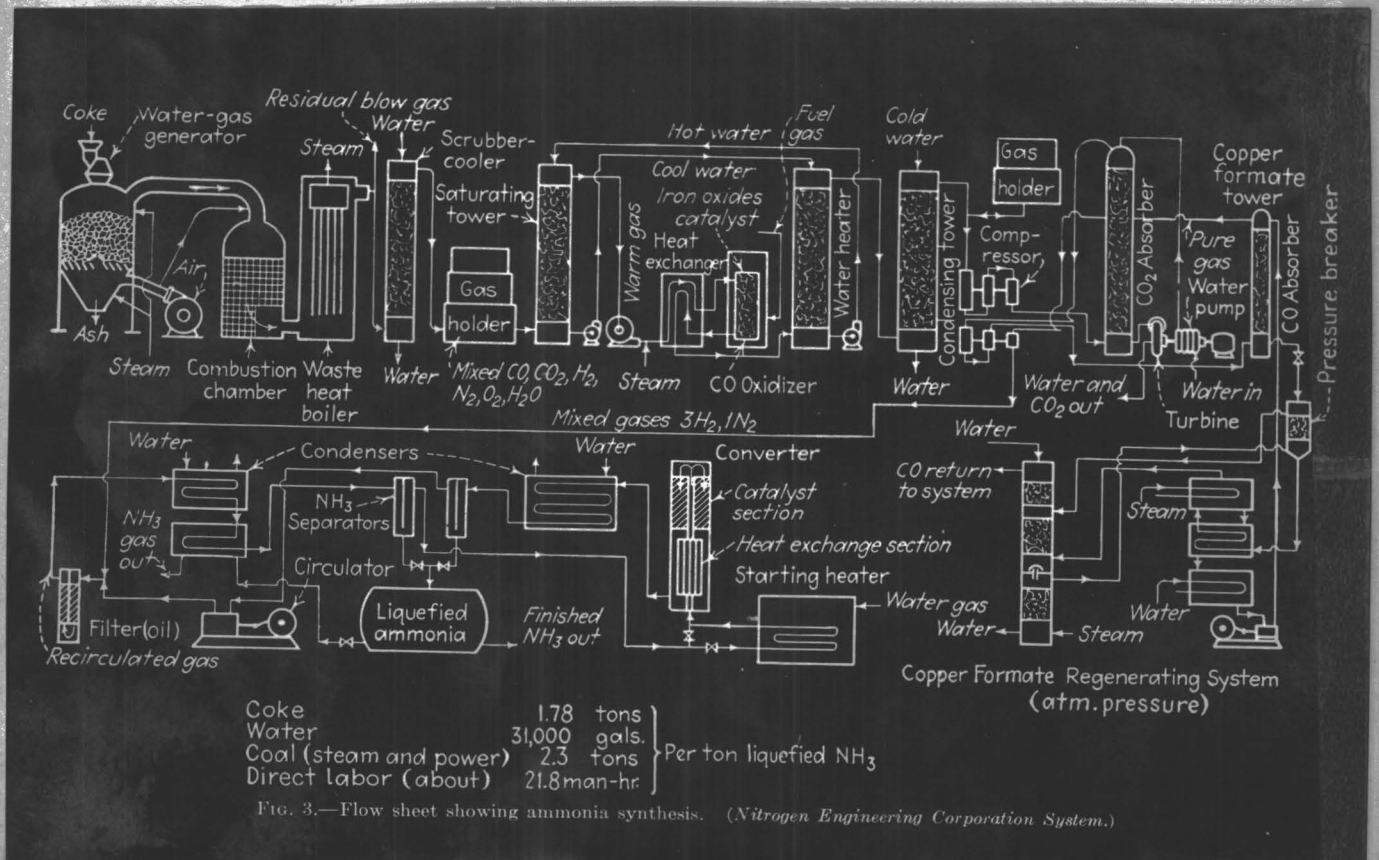 Coke
Water-gas
generator
Residual blow gas
Water
Steam
Scrubber-
cooler
Saturating
tower
Hot water
Cool water
Iron oxides
catalyst
Fuel
gas
Cold
water
Gas
holder
Copper
formate
tower
Air
Gas
holder
Warm gas
Heat
exchanger
Water heater
Condensing tower
Comp-
ressor
CO₂ Absorber
Pure
gas
Water
pump
CO Absorber
Pressure breaker
Ash
Steam
Combustion
chamber
Waste
heat
boiler
Water
Mixed CO, CO₂, H₂,
N₂, O₂, H₂O
Steam
CO Oxidizer
Water
Water and
CO₂ out
Water in
Turbine
Mixed gases 3H₂, 1N₂
Water
Condensers
Water
Converter
Water
NH₃
Separators
Catalyst
section
CO return
to system
Steam
NH₃
gas
out
Circulator
Heat exchange section
Starting heater
Filter (oil)
Recirculated gas
Liquefied
ammonia
Finished
NH₃ out
Water gas
Water
Steam
Water
Copper Formate Regenerating System
(atm. pressure)
Coke 1.78 tons
Water 31,000 gals.
Coal (steam and power) 2.3 tons
Direct labor (about) 21.8 man-hr.
Per ton liquefied NH₃
FIG. 3.—Flow sheet showing ammonia synthesis. (Nitrogen Engineering Corporation System.)